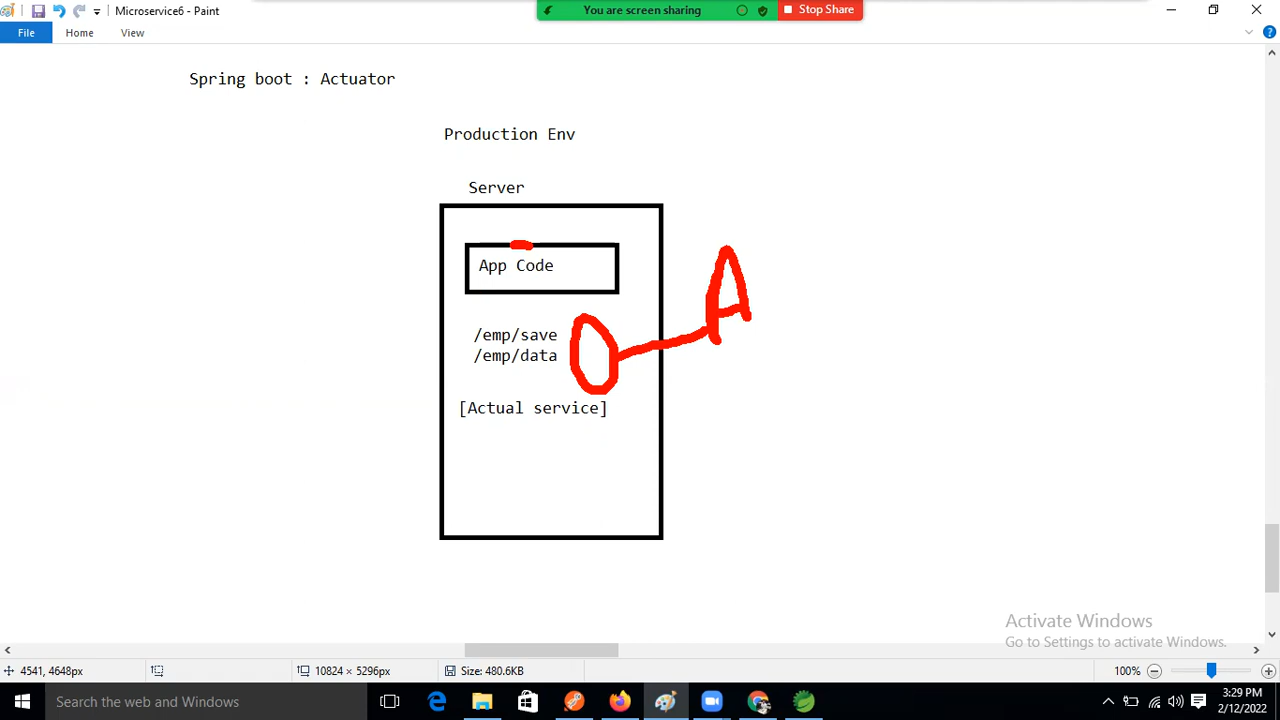 Microservice6 - Paint
You are screen sharing
Stop Share
File
Home
View
Spring boot : Actuator
Production Env
Server
App Code
A
/emp/save
/emp/data
[Actual service]
Activate Windows
Go to Settings to activate Windows.
4541, 4648px
10824 × 5296px
Size: 480.6KB
100%
Search the web and Windows
3:29 PM
2/12/2022